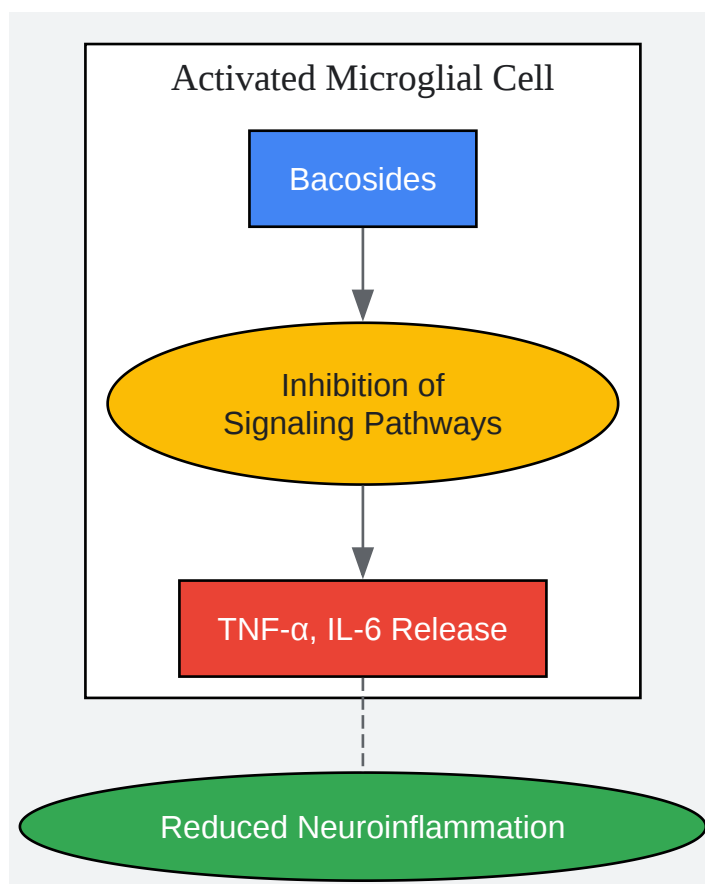 Activated Microglial Cell
Bacosides
Inhibition of
Signaling Pathways
TNF-α, IL-6 Release
Reduced Neuroinflammation